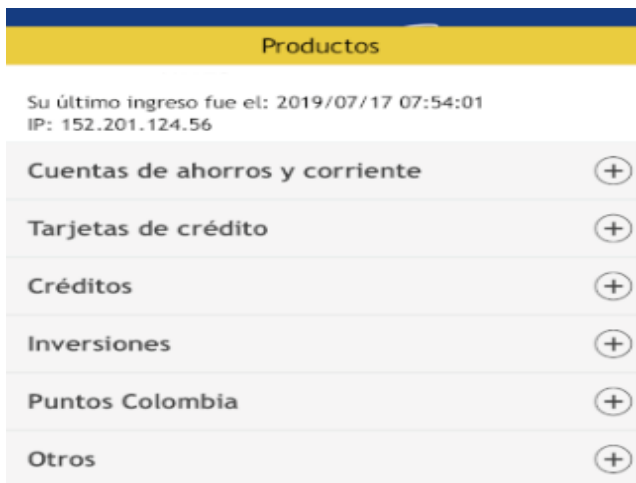 Productos
Su último ingreso fue el: 2019/07/17 07:54:01
IP: 152.201.124.56
Cuentas de ahorros y corriente
Tarjetas de crédito
Créditos
Inversiones
Puntos Colombia
Otros